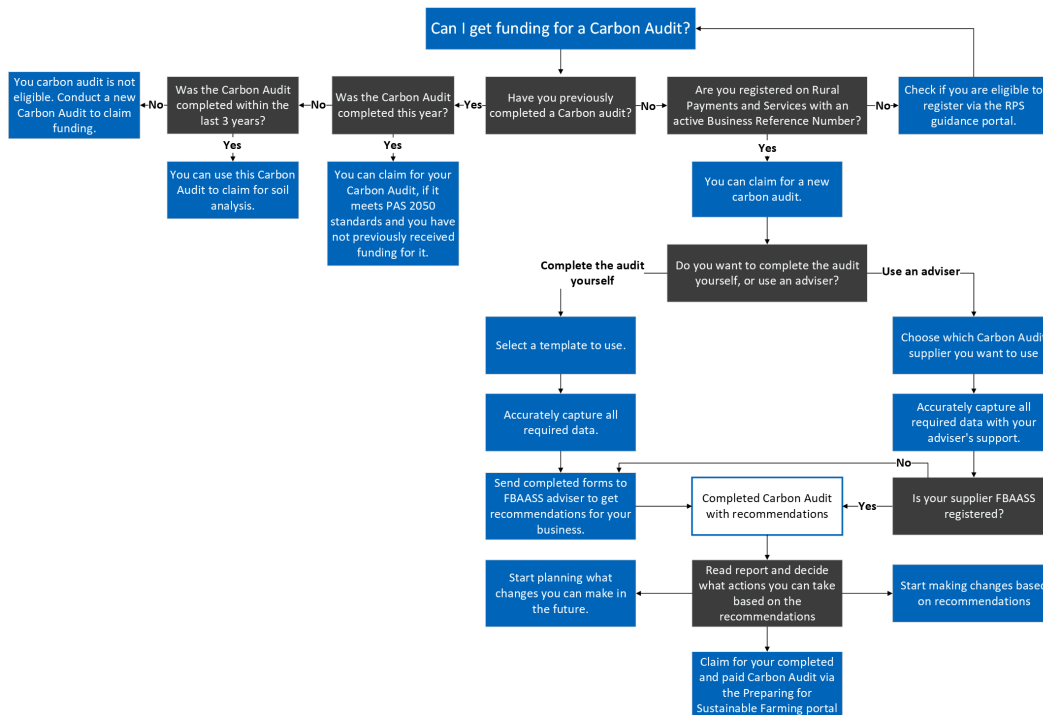 Can I get funding for a Carbon Audit?
You carbon audit is not
eligible. Conduct a new
Carbon Audit to claim
funding.
No
Was the Carbon Audit
completed within the
last 3 years?
No
Was the Carbon Audit
completed this year?
Yes
Have you previously
completed a Carbon audit?
No
Are you registered on Rural
Payments and Services with an
active Business Reference Number?
No
Check if you are eligible to
register via the RPS
guidance portal.
Yes
Yes
Yes
You can use this Carbon
Audit to claim for soil
analysis.
You can claim for your
Carbon Audit, if it
meets PAS 2050
standards and you have
not previously received
funding for it.
You can claim for a new
carbon audit.
Complete the audit
yourself
Do you want to complete the audit
yourself, or use an adviser?
Use an adviser
Select a template to use.
Choose which Carbon Audit
supplier you want to use
Accurately capture all
required data.
Accurately capture all
required data with your
adviser's support.
No
Send completed forms to
FBAASS adviser to get
recommendations for your
business.
Completed Carbon Audit
with recommendations
Yes
Is your supplier FBAASS
registered?
Start planning what
changes you can make in
the future.
Read report and decide
what actions you can take
based on the
recommendations
Start making changes based
on recommendations
Claim for your completed
and paid Carbon Audit via
the Preparing for
Sustainable Farming portal